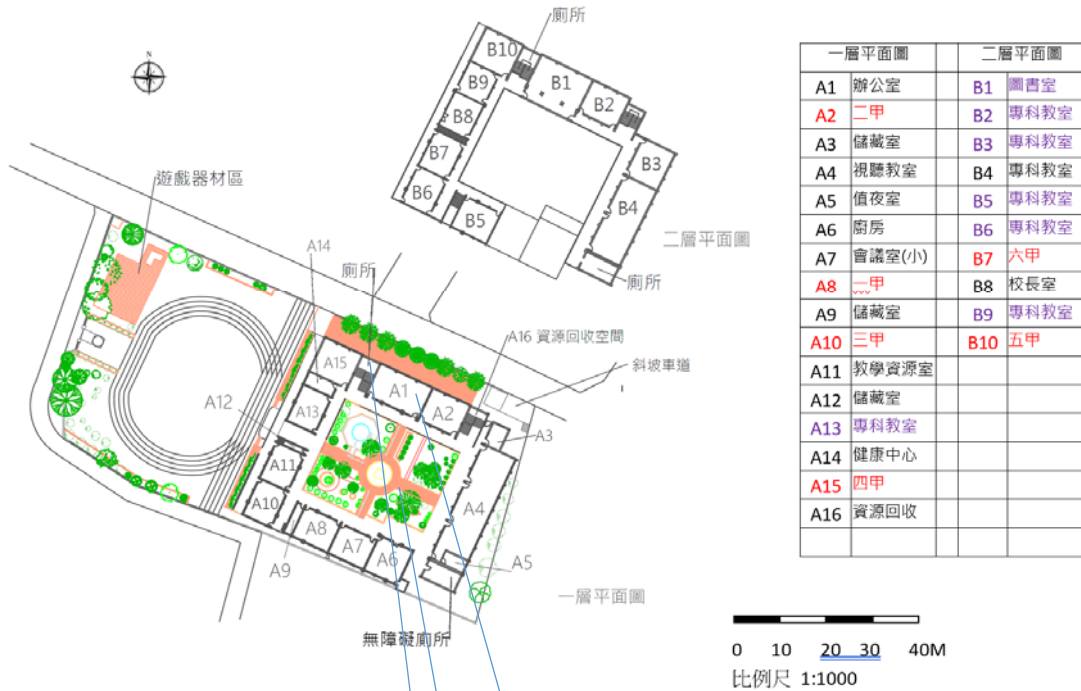 N
廁所
B10
B9
B1
B2
B8
B7
B3
B6
B5
B4
二層平面圖
廁所
遊戲器材區
A14
廁所
A16 資源回收空間
斜坡車道
A15
A1
A12
A13
A2
A3
A11
A4
A10
A8
A7
A6
A5
A9
一層平面圖
無障礙廁所
一層平面圖 二層平面圖
A1 辦公室 B1 圖書室
A2 二甲 B2 專科教室
A3 儲藏室 B3 專科教室
A4 視聽教室 B4 專科教室
A5 值夜室 B5 專科教室
A6 廚房 B6 專科教室
A7 會議室(小) B7 六甲
A8 一甲 B8 校長室
A9 儲藏室 B9 專科教室
A10 三甲 B10 五甲
A11 教學資源室
A12 儲藏室
A13 專科教室
A14 健康中心
A15 四甲
A16 資源回收
0 10 20 30 40M
比例尺 1:1000